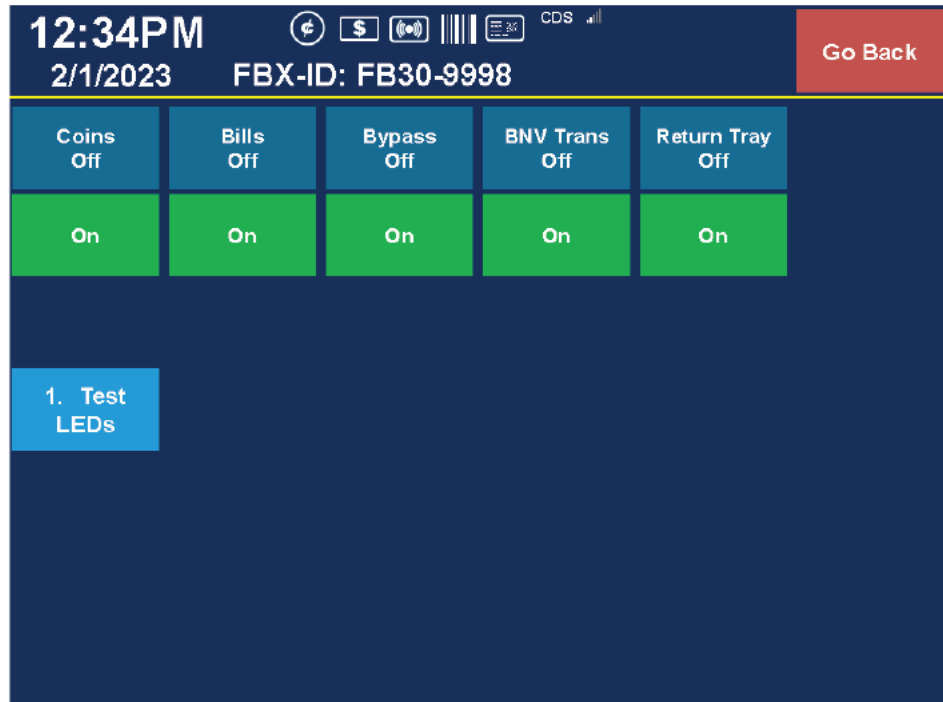 12:34PM
CDS
2/1/2023 FBX-ID: FB30-9998
Go Back
Coins
Off
Bills
Off
Bypass
Off
BNV Trans
Off
Return Tray
Off
On
On
On
On
On
1. Test
LEDs